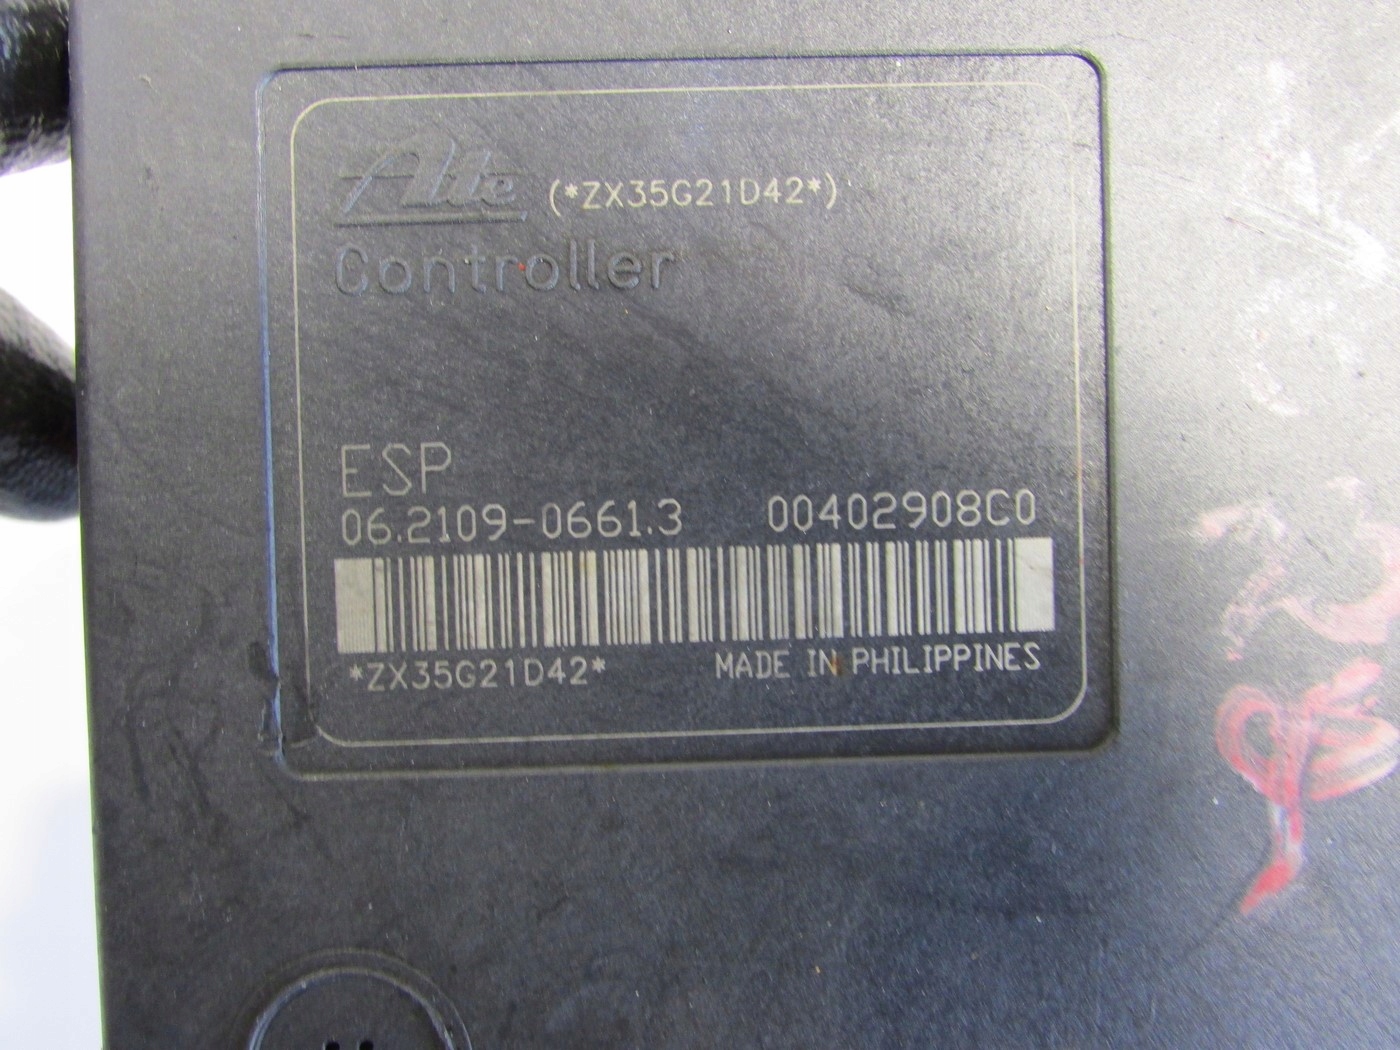 Ate (*ZX35G21D42*)
Controller
ESP
06.2109-0661.3 00402908C0
*ZX35G21D42* MADE IN PHILIPPINES